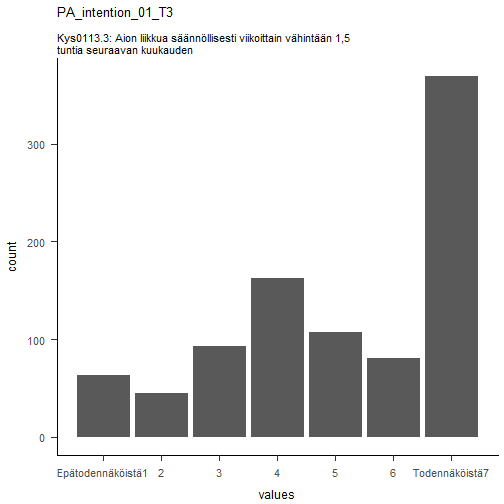 PA_intention_01_T3
Kys0113.3: Aion liikkua säännöllisesti viikoittain vähintään 1,5
tuntia seuraavan kuukauden
300
200
100
0
count
Epätodennäköistä1 2 3 4 5 6 Todennäköistä7
values